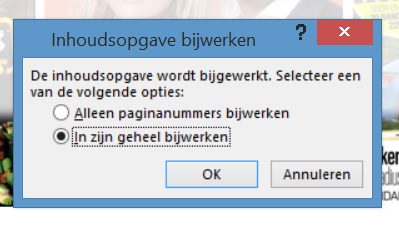 Inhoudsopgave bijwerken ?
De inhoudsopgave wordt bijgewerkt. Selecteer een
van de volgende opties:
Alleen paginanummers bijwerken
In zijn geheel bijwerken
OK Annuleren